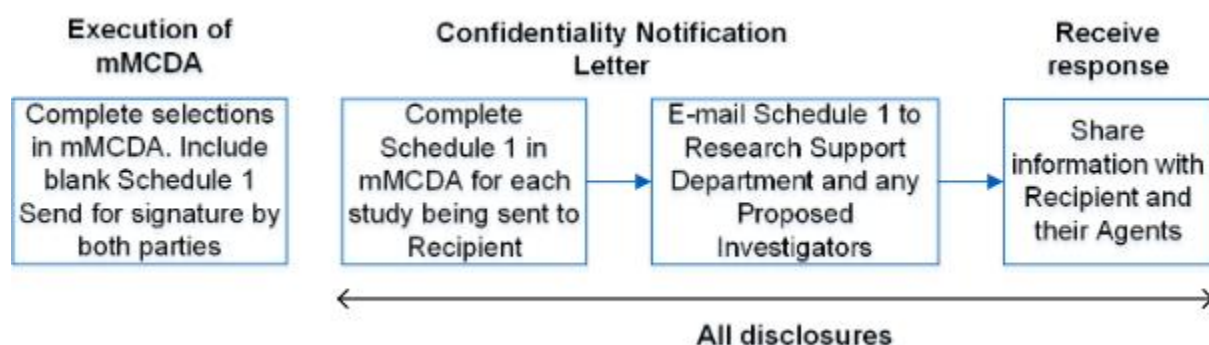 Execution of
mMCDA
Complete selections
in mMCDA. Include
blank Schedule 1
Send for signature by
both parties
Confidentiality Notification
Letter
Complete
Schedule 1 in
mMCDA for each
study being sent to
Recipient
E-mail Schedule 1 to
Research Support
Department and any
Proposed
Investigators
Receive
response
Share
information with
Recipient and
their Agents
All disclosures